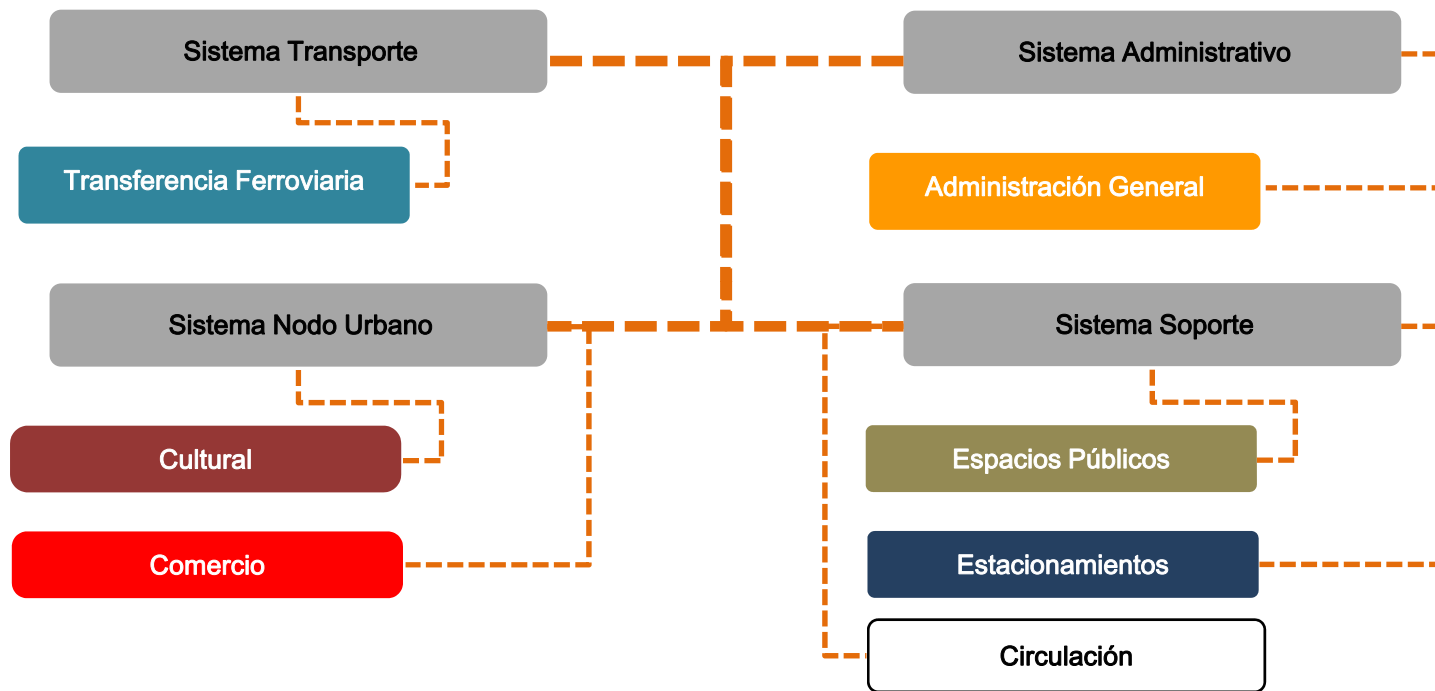 Sistema Transporte
Sistema Administrativo
Transferencia Ferroviaria
Administración General
Sistema Nodo Urbano
Sistema Soporte
Cultural
Espacios Públicos
Comercio
Estacionamientos
Circulación